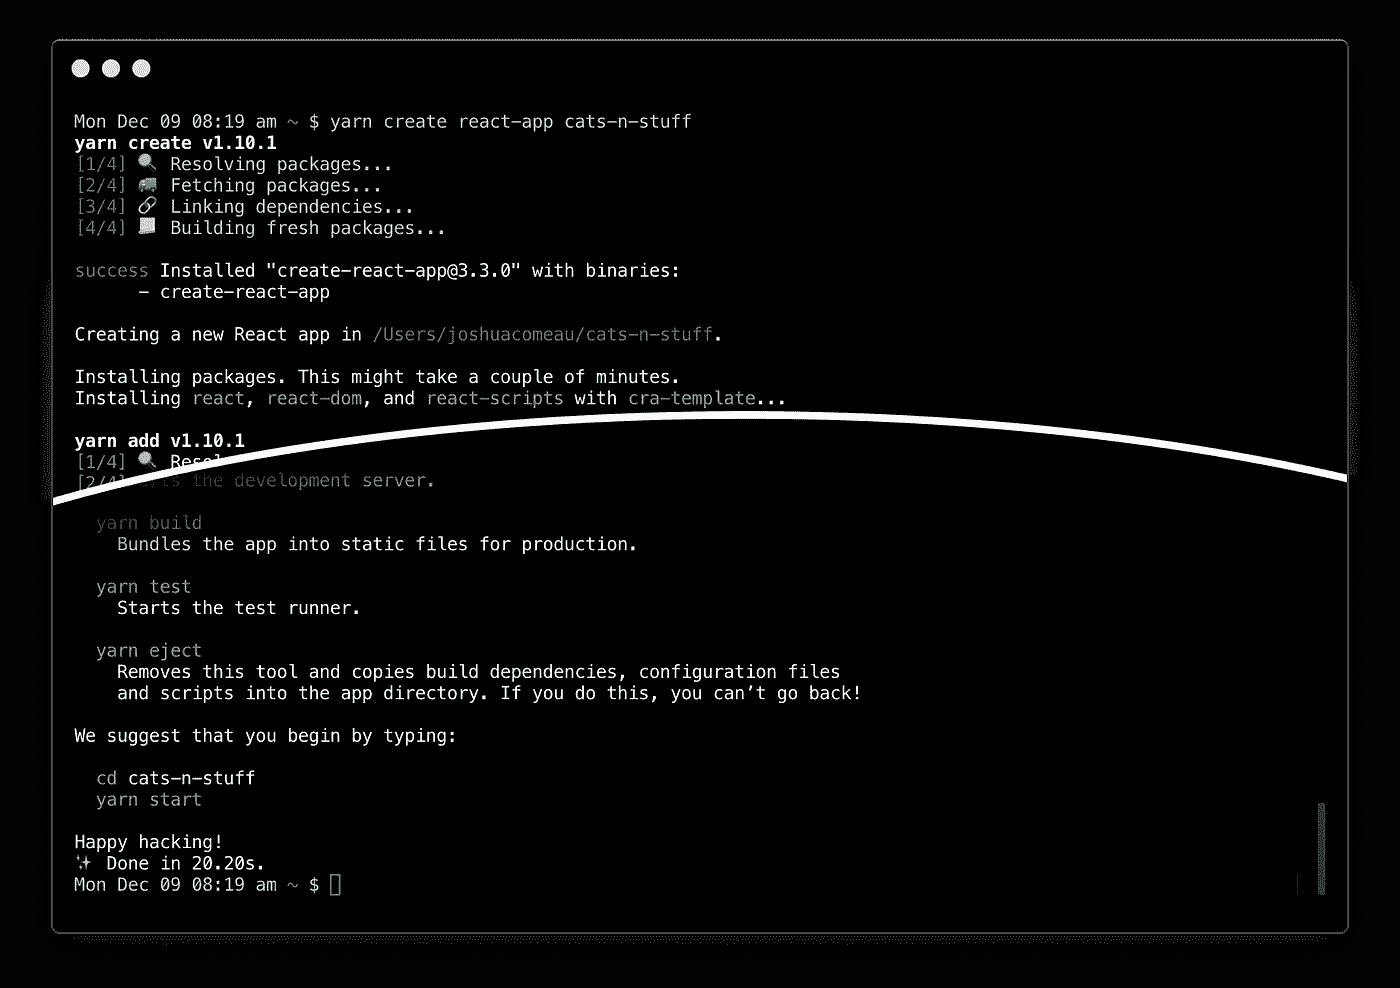 Mon Dec 09 08:19 am ~ $ yarn create react-app cats-n-stuff
yarn create v1.10.1
[1/4] 🔍 Resolving packages...
[2/4] 🚚 Fetching packages...
[3/4] 🔗 Linking dependencies...
[4/4] 📃 Building fresh packages...
success Installed "create-react-app@3.3.0" with binaries:
- create-react-app
Creating a new React app in /Users/joshuacomeau/cats-n-stuff.
Installing packages. This might take a couple of minutes.
Installing react, react-dom, and react-scripts with cra-template...
yarn add v1.10.1
[1/4] 🔍
[2/4]
the development server.
yarn build
Bundles the app into static files for production.
yarn test
Starts the test runner.
yarn eject
Removes this tool and copies build dependencies, configuration files
and scripts into the app directory. If you do this, you can’t go back!
We suggest that you begin by typing:
cd cats-n-stuff
yarn start
Happy hacking!
✨ Done in 20.20s.
Mon Dec 09 08:19 am ~ $